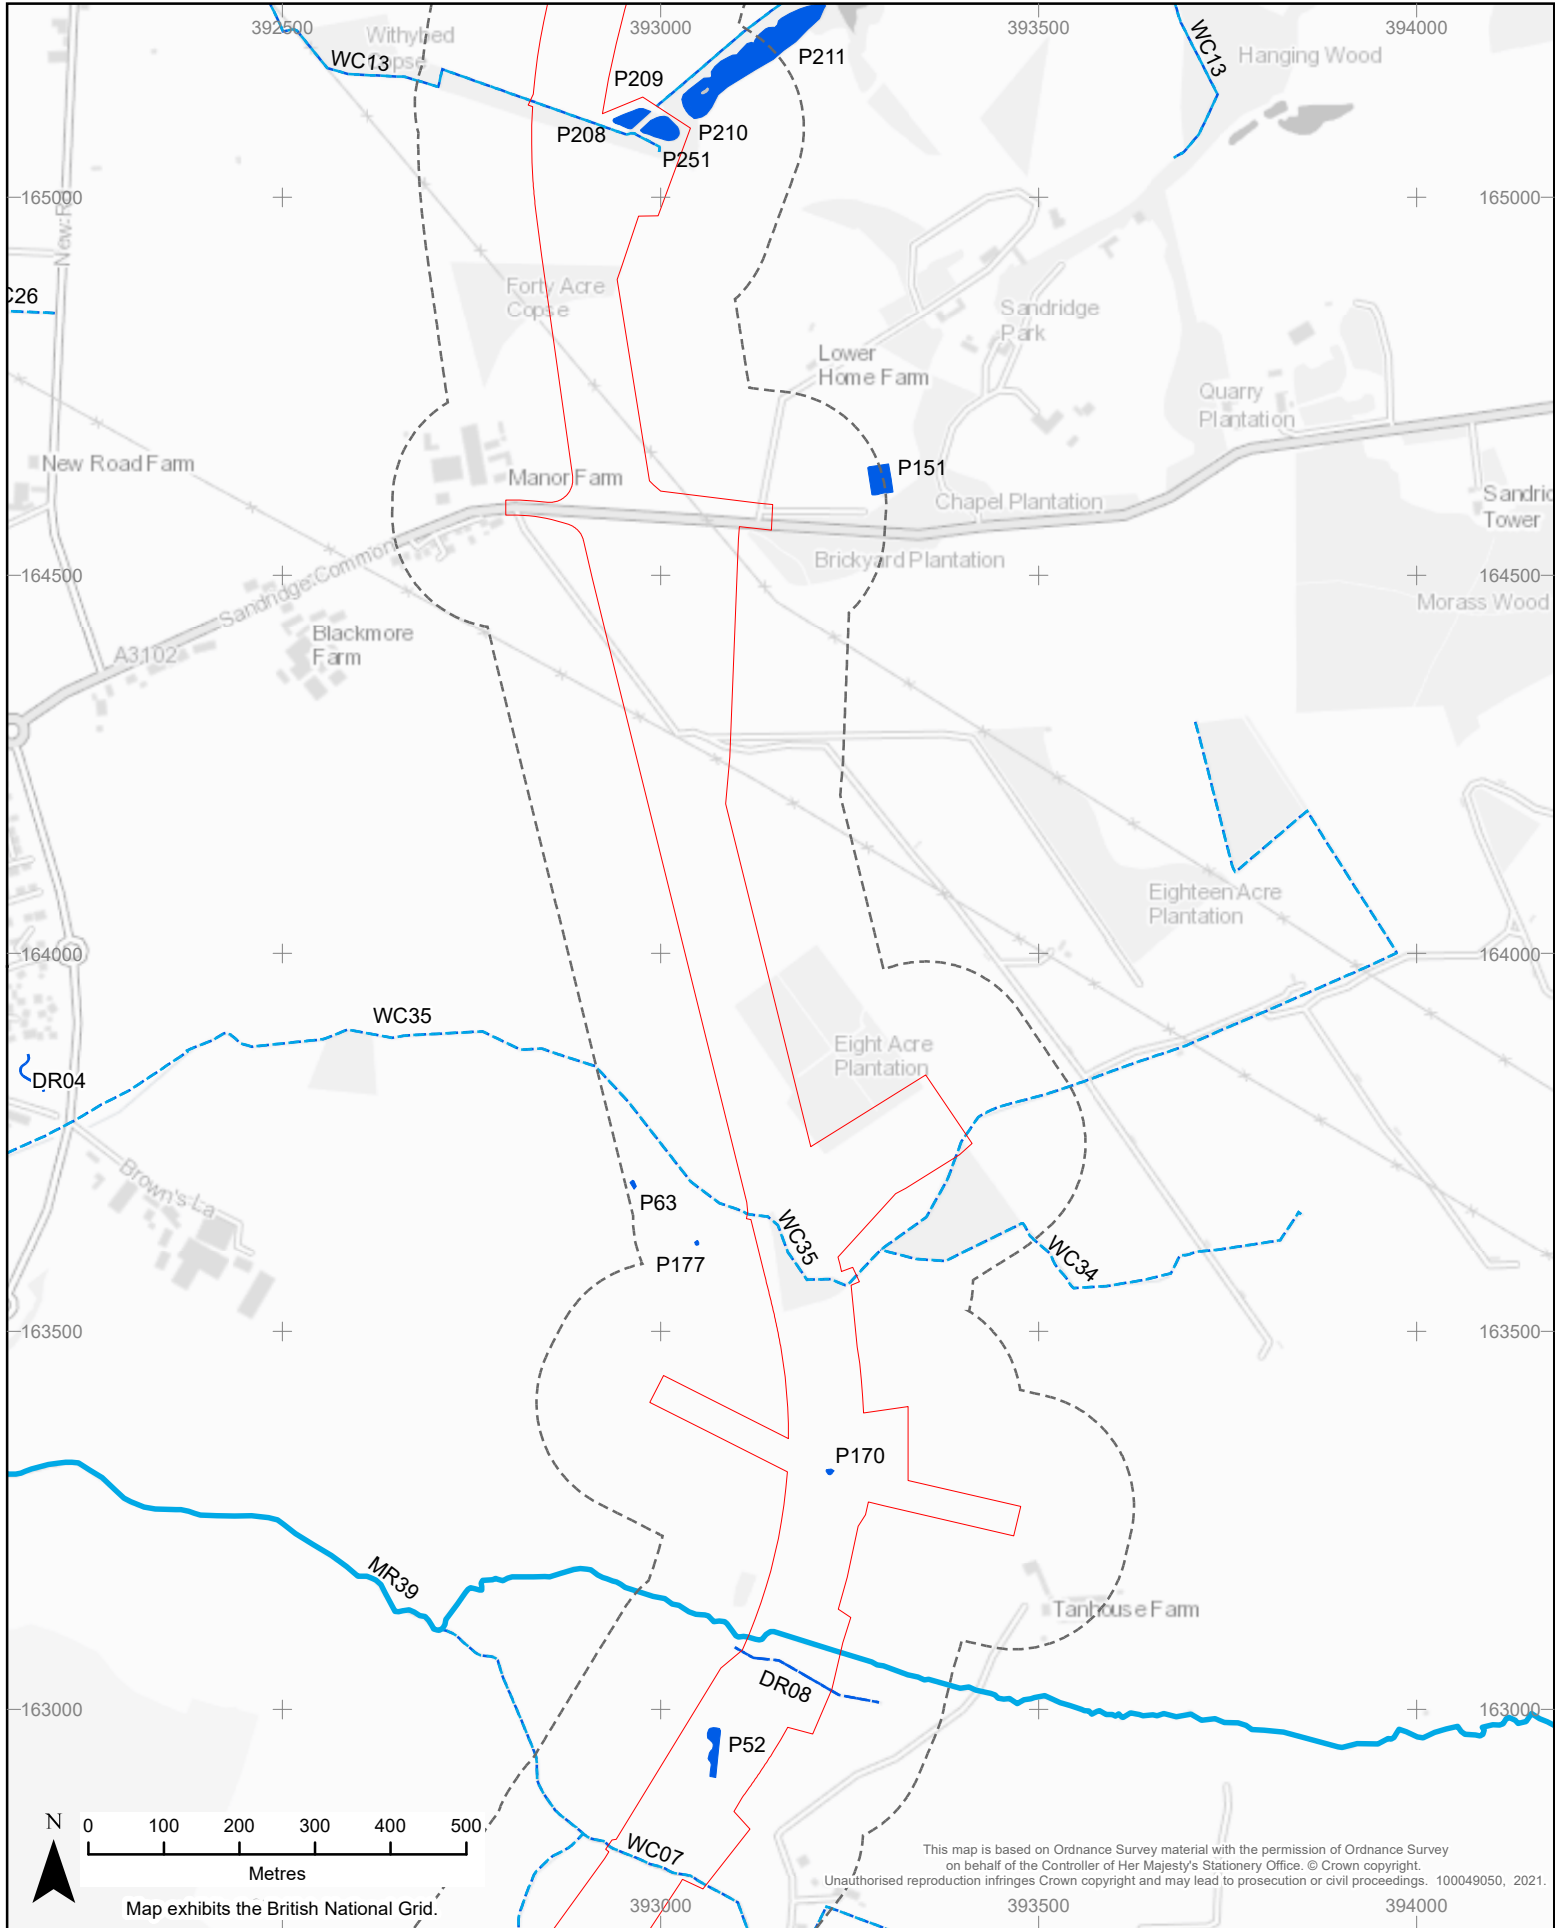 392500
393000
393500
394000
Withybed
Copse
WC13
P209
P211
WC13
Hanging Wood
P208
P210
P251
165000
165000
C26
Forty Acre
Copse
Sandridge
Park
Lower
Home Farm
Quarry
Plantation
New Road Farm
Manor Farm
P151
Chapel Plantation
Sandric
Tower
Brickyard Plantation
164500
164500
Sandridge Common
Morass Wood
Blackmore
Farm
A3102
Eighteen Acre
Plantation
164000
164000
WC35
Eight Acre
Plantation
DR04
Brown's La
P63
WC35
P177
WC34
163500
163500
P170
MR39
Tanhouse Farm
DR08
163000
163000
P52
N
0 100 200 300 400 500
Metres
Map exhibits the British National Grid.
WC07
This map is based on Ordnance Survey material with the permission of Ordnance Survey
on behalf of the Controller of Her Majesty's Stationery Office. © Crown copyright.
Unauthorised reproduction infringes Crown copyright and may lead to prosecution or civil proceedings. 100049050, 2021.
393000
393500
394000